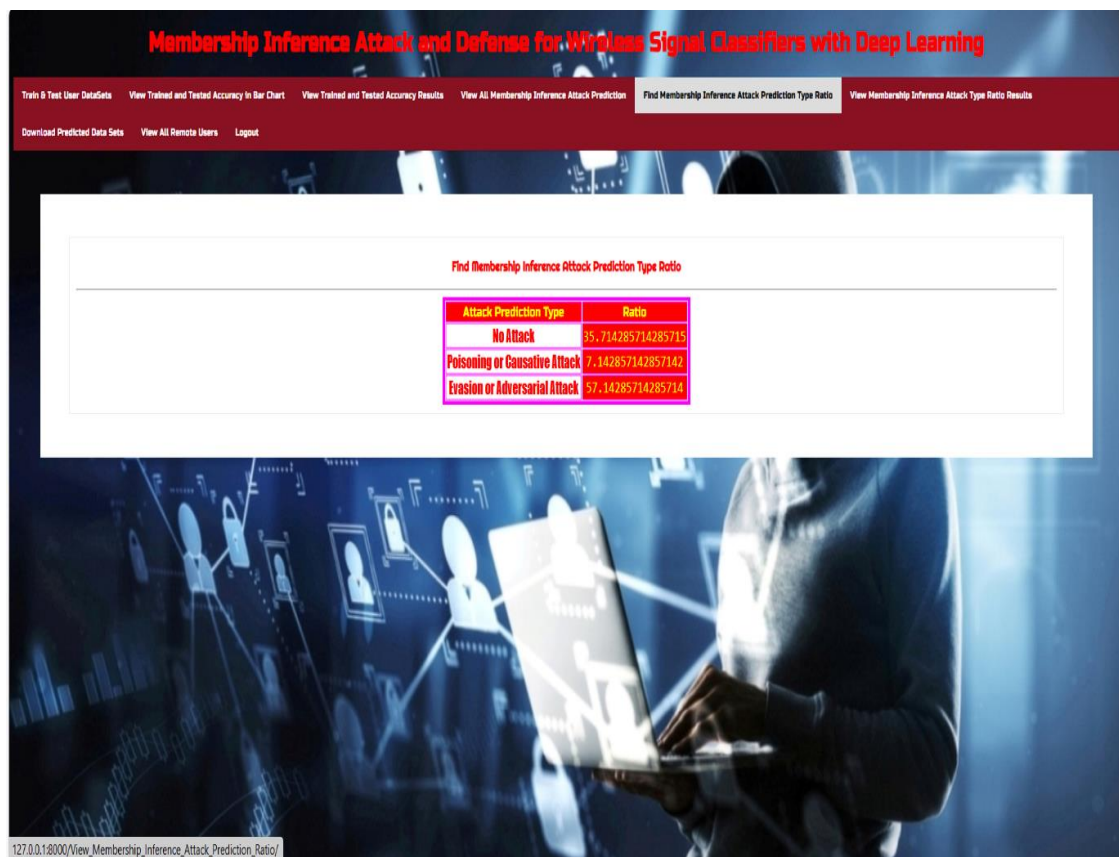 Membership Inference Attack and Defense for Wireless Signal Classifiers with Deep Learning
Train & Test User DataSets View Trained and Tested Accuracy in Bar Chart View Trained and Tested Accuracy Results View All Membership Inference Attack Prediction Find Membership Inference Attack Prediction Type Ratio View Membership Inference Attack Type Ratio Results
Download Predicted Data Sets View All Remote Users Logout
Find Membership Inference Attack Prediction Type Ratio
Attack Prediction Type Ratio
No Attack 35.714285714285715
Poisoning or Causative Attack 7.142857142857142
Evasion or Adversarial Attack 57.14285714285714
127.0.0.1:8000/View_Membership_Inference_Attack_Prediction_Ratio/